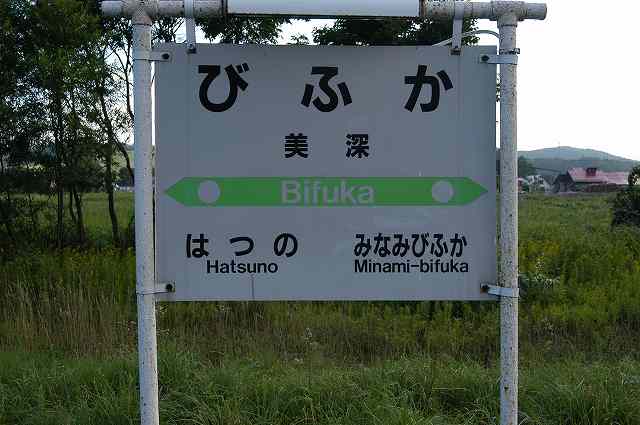 びふか
美深
Bifuka
はつの みなみびふか
Hatsuno Minami-bifuka